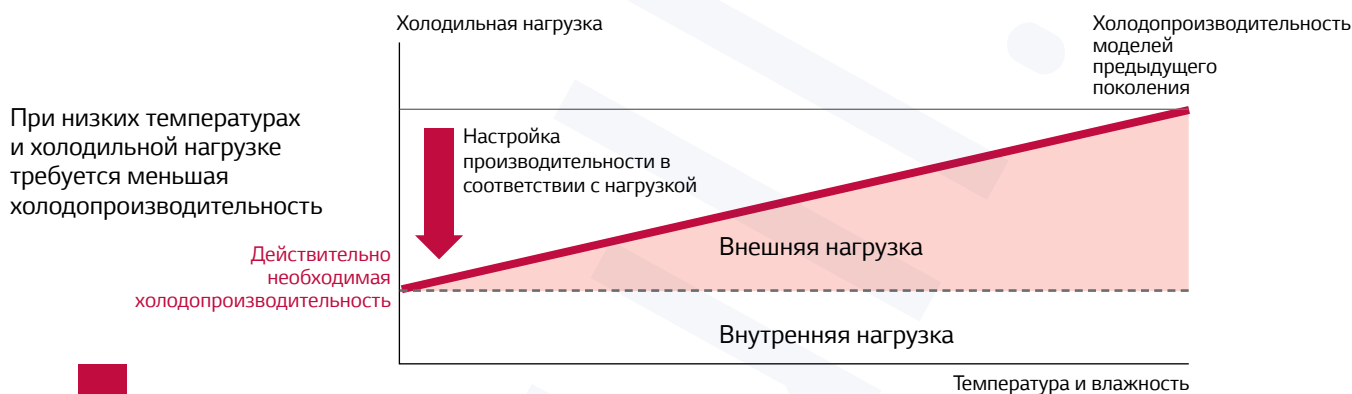 Холодильная нагрузка
Холодопроизводительность
моделей
предыдущего
поколения
При низких температурах
и холодильной нагрузке
требуется меньшая
холодопроизводительность
Настройка
производительности в
соответствии с нагрузкой
Действительно
необходимая
холодопроизводительность
Внешняя нагрузка
Внутренняя нагрузка
Температура и влажность